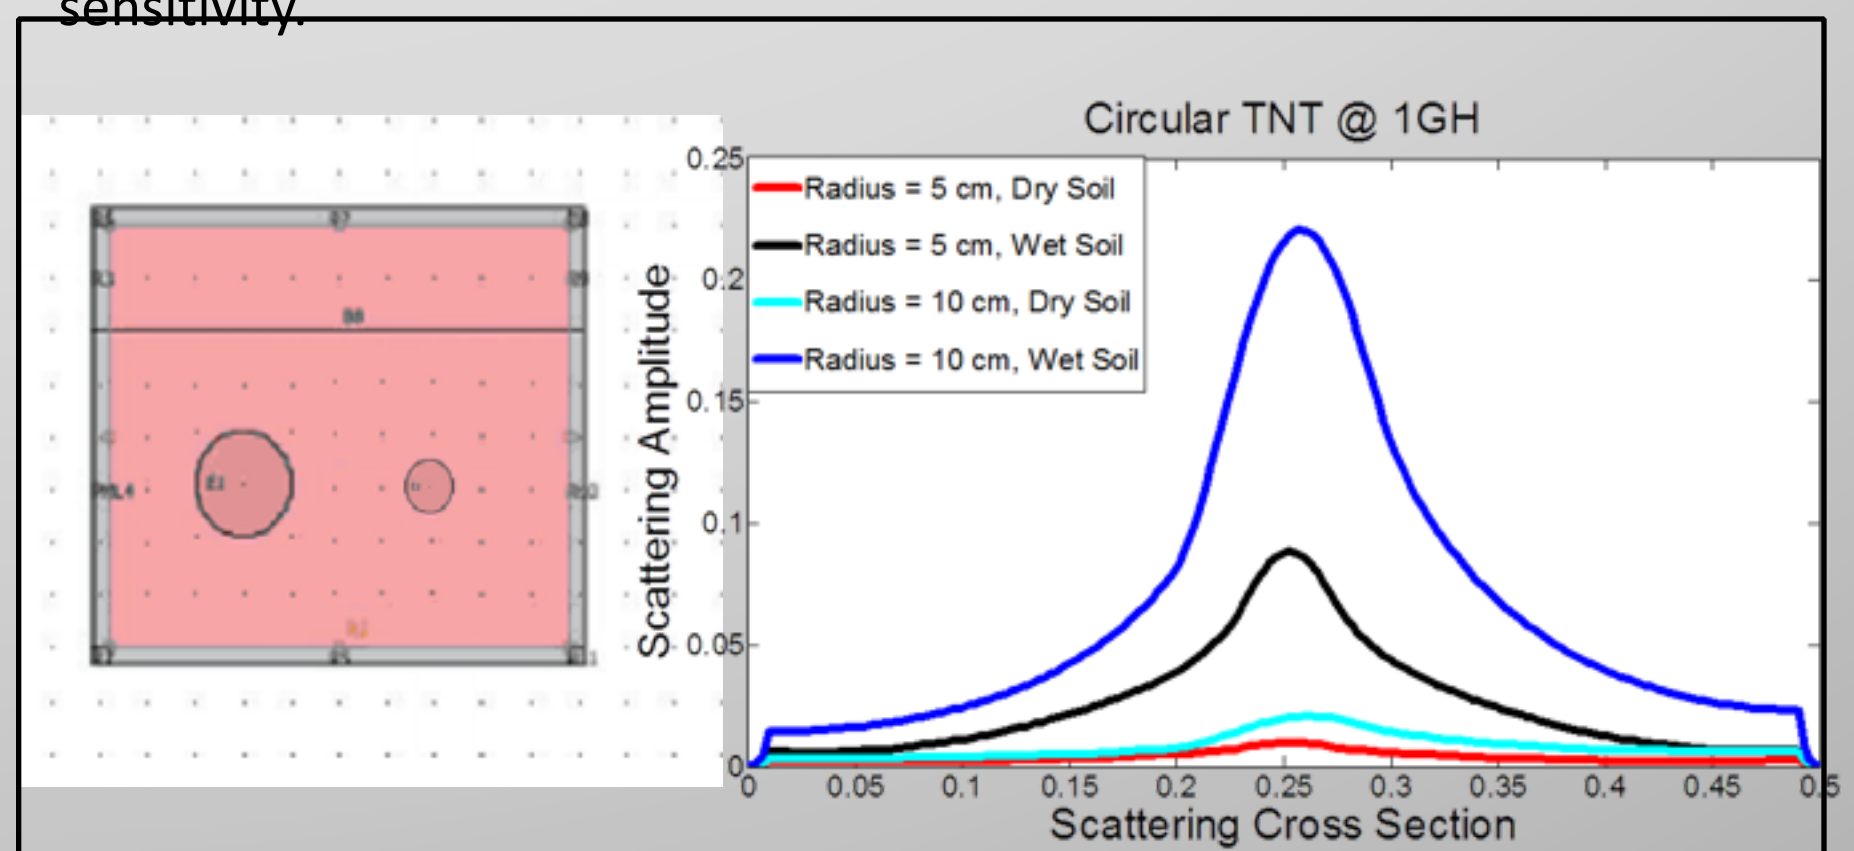 sensitivity.
Circular TNT @ 1GH
Radius = 5 cm, Dry Soil
Radius = 5 cm, Wet Soil
Radius = 10 cm, Dry Soil
Radius = 10 cm, Wet Soil
Scattering Amplitude
0.25
0.2
0.15
0.1
0.05
0
0 0.05 0.1 0.15 0.2 0.25 0.3 0.35 0.4 0.45 0.5
Scattering Cross Section